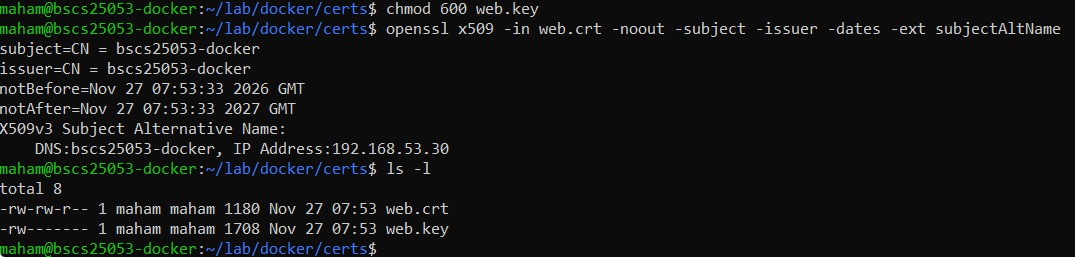 maham@bscs25053-docker:~/lab/docker/certs$ chmod 600 web.key
maham@bscs25053-docker:~/lab/docker/certs$ openssl x509 -in web.crt -noout -subject -issuer -dates -ext subjectAltName
subject=CN = bscs25053-docker
issuer=CN = bscs25053-docker
notBefore=Nov 27 07:53:33 2026 GMT
notAfter=Nov 27 07:53:33 2027 GMT
X509v3 Subject Alternative Name:
    DNS:bscs25053-docker, IP Address:192.168.53.30
maham@bscs25053-docker:~/lab/docker/certs$ ls -l
total 8
-rw-rw-r-- 1 maham maham 1180 Nov 27 07:53 web.crt
-rw------- 1 maham maham 1708 Nov 27 07:53 web.key
maham@bscs25053-docker:~/lab/docker/certs$